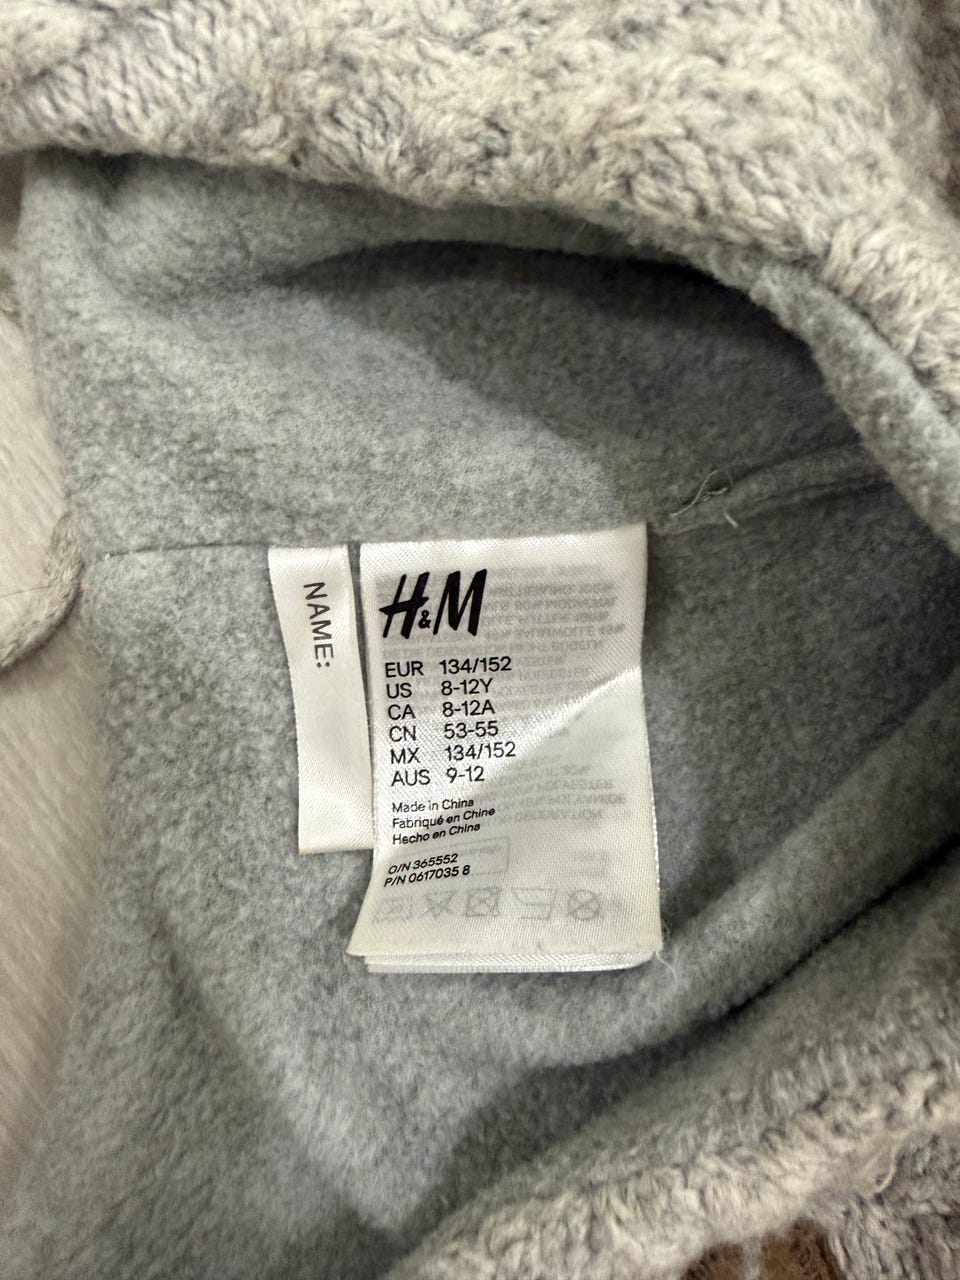 NAME:
H&M
EUR 134/152
US 8-12Y
CA 8-12A
CN 53-55
MX 134/152
AUS 9-12
Made in China
Fabriqué en Chine
Hecho en China
O/N 365552
P/N 0617035 8